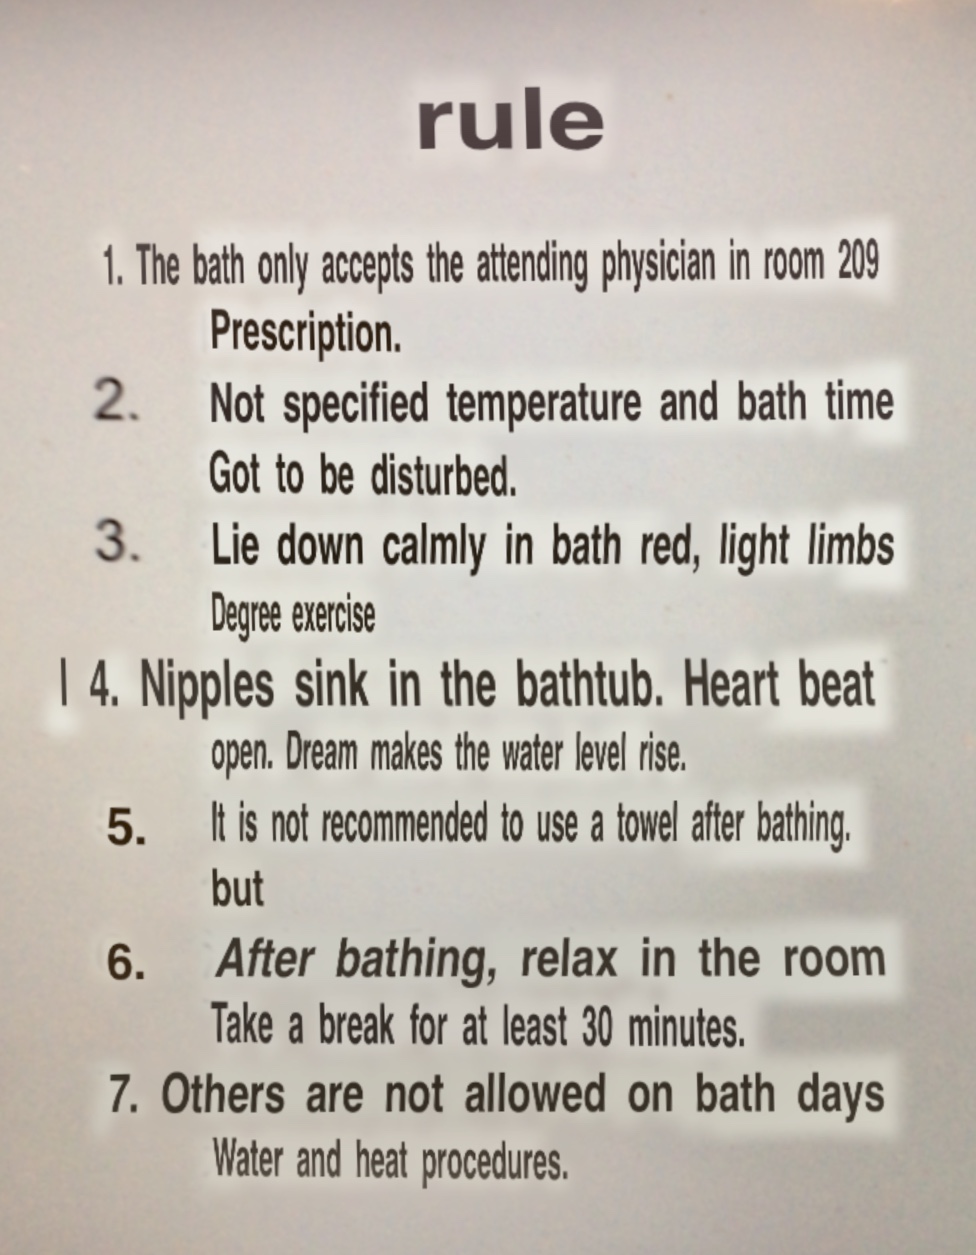 rule
1. The bath only accepts the attending physician in room 209
Prescription.
2. Not specified temperature and bath time
Got to be disturbed.
3. Lie down calmly in bath red, light limbs
Degree exercise
| 4. Nipples sink in the bathtub. Heart beat
open. Dream makes the water level rise.
5. It is not recommended to use a towel after bathing.
but
6. After bathing, relax in the room
Take a break for at least 30 minutes.
7. Others are not allowed on bath days
Water and heat procedures.